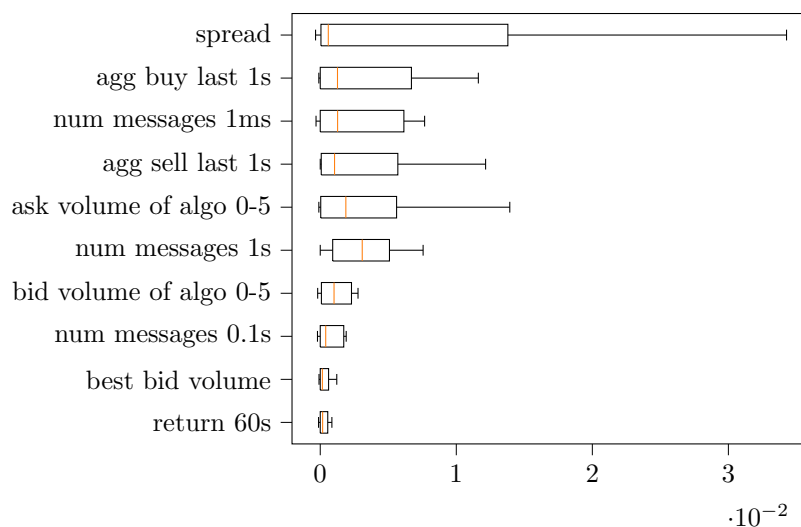 spread
agg buy last 1s
num messages 1ms
agg sell last 1s
ask volume of algo 0-5
num messages 1s
bid volume of algo 0-5
num messages 0.1s
best bid volume
return 60s
0 1 2 3
·10⁻²